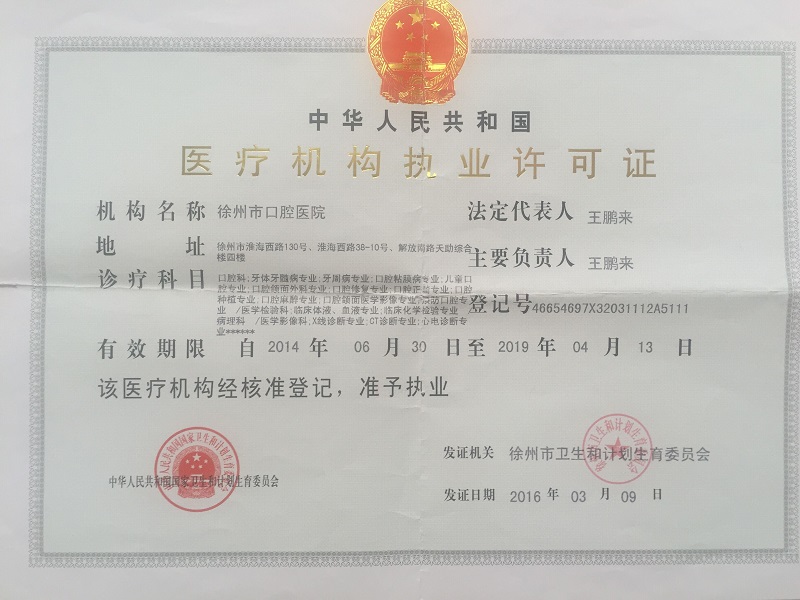 中华人民共和国
医疗机构执业许可证
机构名称 徐州市口腔医院
法定代表人 王鹏来
地址 徐州市淮海西路130号、淮海西路38-10号、解放南路天勋综合
楼四楼
主要负责人 王鹏来
诊疗科目 口腔科;牙体牙髓病专业;牙周病专业;口腔粘膜病专业;儿童口
腔专业;口腔颌面外科专业;口腔修复专业;口腔正畸专业;口腔
种植专业;口腔麻醉专业;口腔颌面医学影像专业;预防口腔专
业 /医学检验科;临床体液、血液专业;临床化学检验专业
病理科 /医学影像科;X线诊断专业;CT诊断专业;心电诊断专
业******
登记号 46654697X32031112A5111
有效期限 自 2014 年 06 月 30 日至 2019 年 04 月 13 日
该医疗机构经核准登记，准予执业
中华人民共和国国家卫生和计划生育委员会
发证机关 徐州市卫生和计划生育委员会
发证日期 2016 年 03 月 09 日